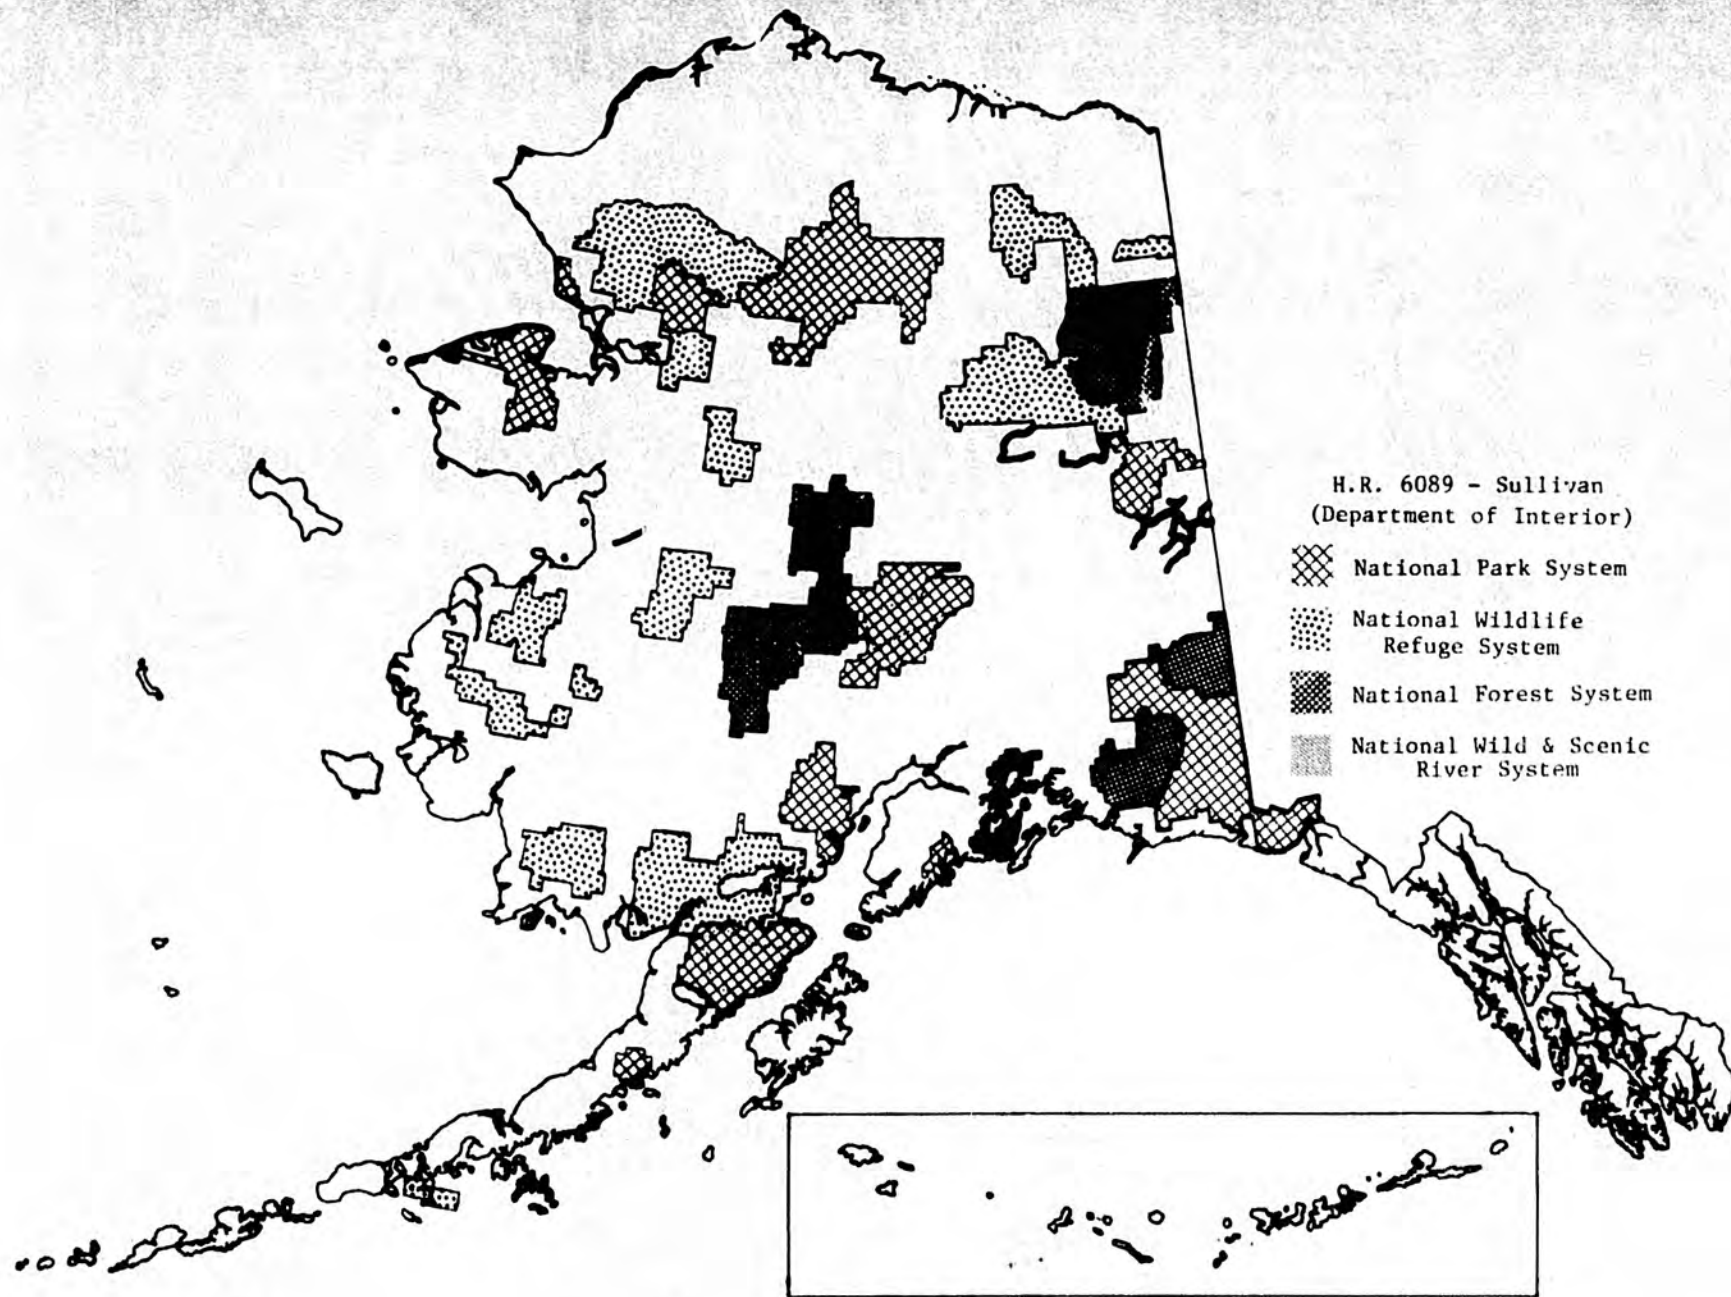 H.R. 6089 - Sullivan
(Department of Interior)
National Park System
National Wildlife
Refuge System
National Forest System
National Wild & Scenic
River System